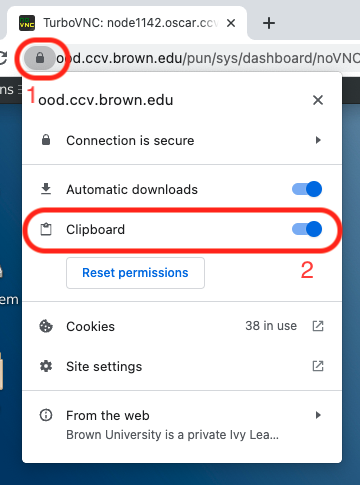 TurboVNC: node1142.oscar.ccv
ood.ccv.brown.edu/pun/sys/dashboard/noVNC
1
ood.ccv.brown.edu
Connection is secure
Automatic downloads
Clipboard
2
Reset permissions
Cookies 38 in use
Site settings
From the web
Brown University is a private Ivy Lea...